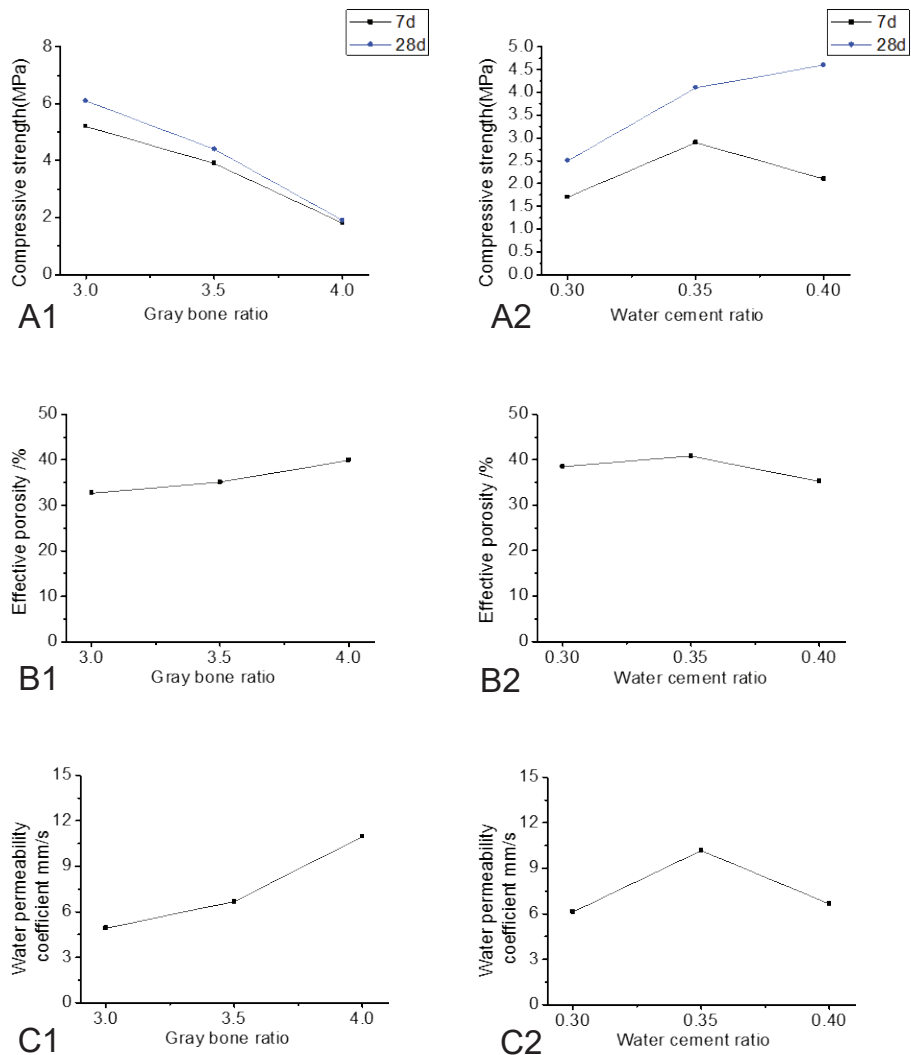 7d
28d
8
6
4
2
0
Compressive strength(MPa)
3.0 3.5 4.0
Gray bone ratio
A1
7d
28d
5.0
4.5
4.0
3.5
3.0
2.5
2.0
1.5
1.0
0.5
0.0
Compressive strength(MPa)
0.30 0.35 0.40
Water cement ratio
A2
50
40
30
20
10
0
Effective porosity /%
3.0 3.5 4.0
Gray bone ratio
B1
50
40
30
20
10
0
Effective porosity /%
0.30 0.35 0.40
Water cement ratio
B2
15
12
9
6
3
0
Water permeability
coefficient mm/s
3.0 3.5 4.0
Gray bone ratio
C1
15
12
9
6
3
0
Water permeability
coefficient mm/s
0.30 0.35 0.40
Water cement ratio
C2